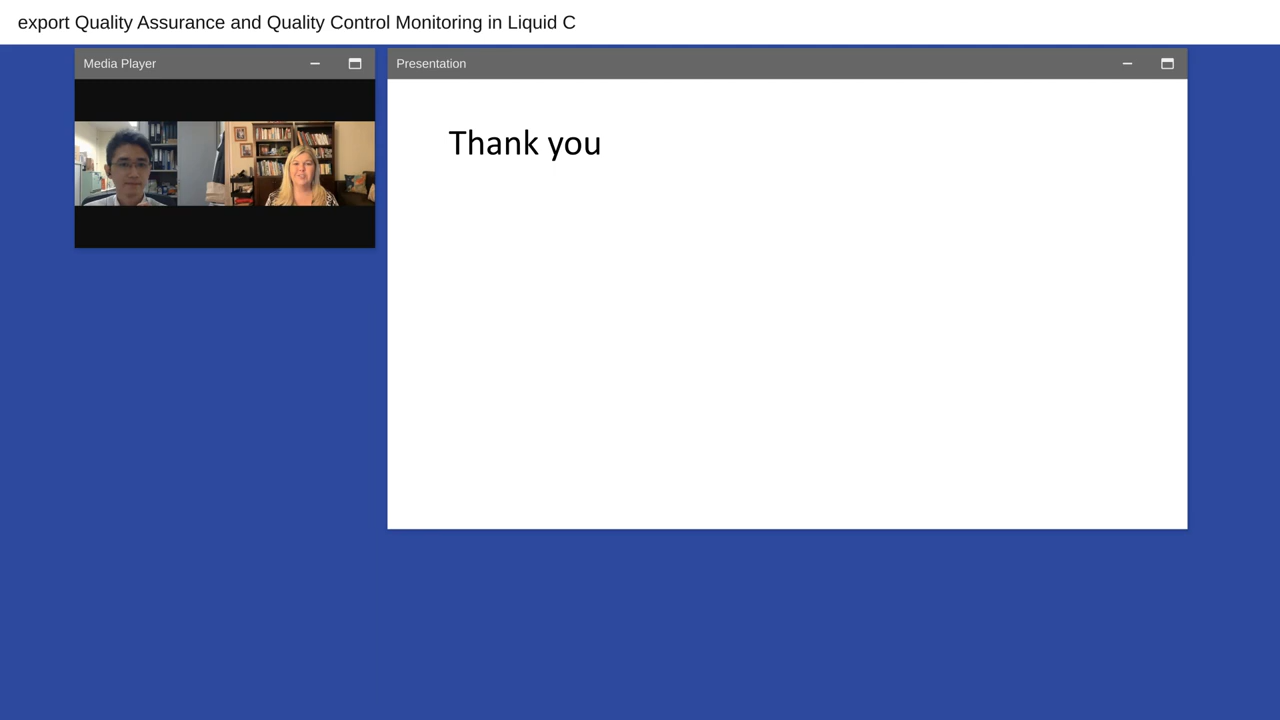 export Quality Assurance and Quality Control Monitoring in Liquid C
Media Player
Presentation
Thank you